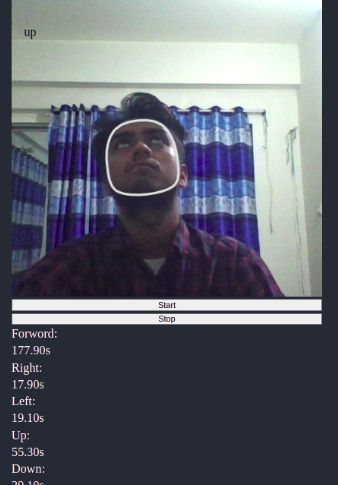 up
Start
Stop
Forword:
177.90s
Right:
17.90s
Left:
19.10s
Up:
55.30s
Down: